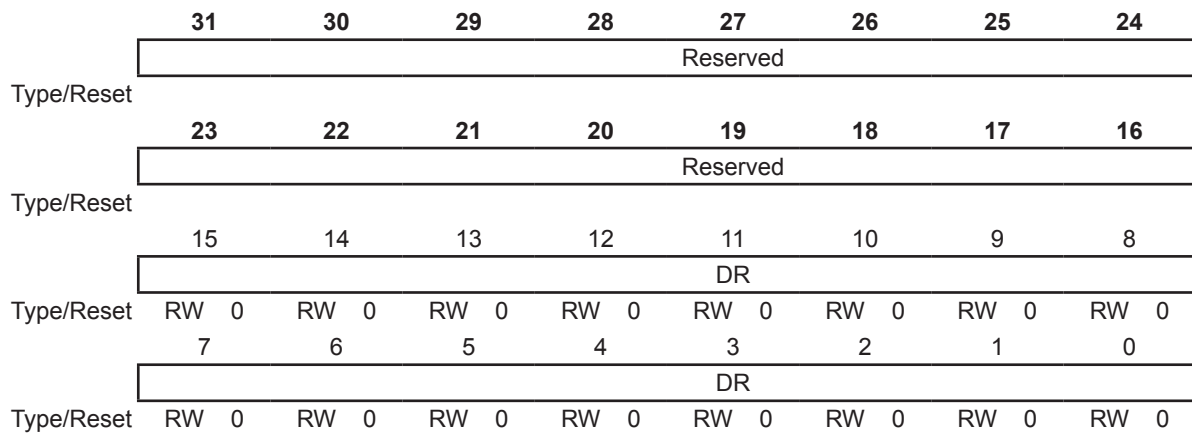 31 30 29 28 27 26 25 24
Reserved
Type/Reset
23 22 21 20 19 18 17 16
Reserved
Type/Reset
15 14 13 12 11 10 9 8
DR
Type/Reset RW 0 RW 0 RW 0 RW 0 RW 0 RW 0 RW 0 RW 0
7 6 5 4 3 2 1 0
DR
Type/Reset RW 0 RW 0 RW 0 RW 0 RW 0 RW 0 RW 0 RW 0